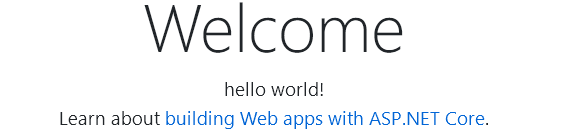 Welcome
hello world!
Learn about building Web apps with ASP.NET Core.